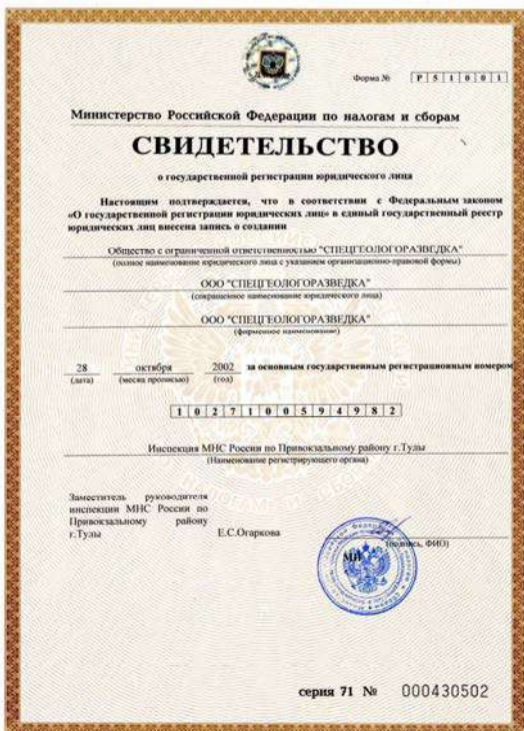 Форма № Р 5 1 0 0 1
Министерство Российской Федерации по налогам и сборам
СВИДЕТЕЛЬСТВО
о государственной регистрации юридического лица
Настоящим подтверждается, что в соответствии с Федеральным законом
«О государственной регистрации юридических лиц» в единый государственный реестр
юридических лиц внесена запись о создании
Общество с ограниченной ответственностью "СПЕЦГЕОЛОГОРАЗВЕДКА"
(полное наименование юридического лица с указанием организационно-правовой формы)
ООО "СПЕЦГЕОЛОГОРАЗВЕДКА"
(сокращенное наименование юридического лица)
ООО "СПЕЦГЕОЛОГОРАЗВЕДКА"
(фирменное наименование)
28 октября 2002 за основным государственным регистрационным номером
(дата) (месяц прописью) (год)
1 0 2 7 1 0 0 5 9 4 9 8 2
Инспекция МНС России по Привокзальному району г.Тулы
(Наименование регистрирующего органа)
Заместитель руководителя
инспекции МНС России по
Привокзальному району
г.Тулы Е.С.Огаркова
(подпись, ФИО)
МП
серия 71 № 000430502